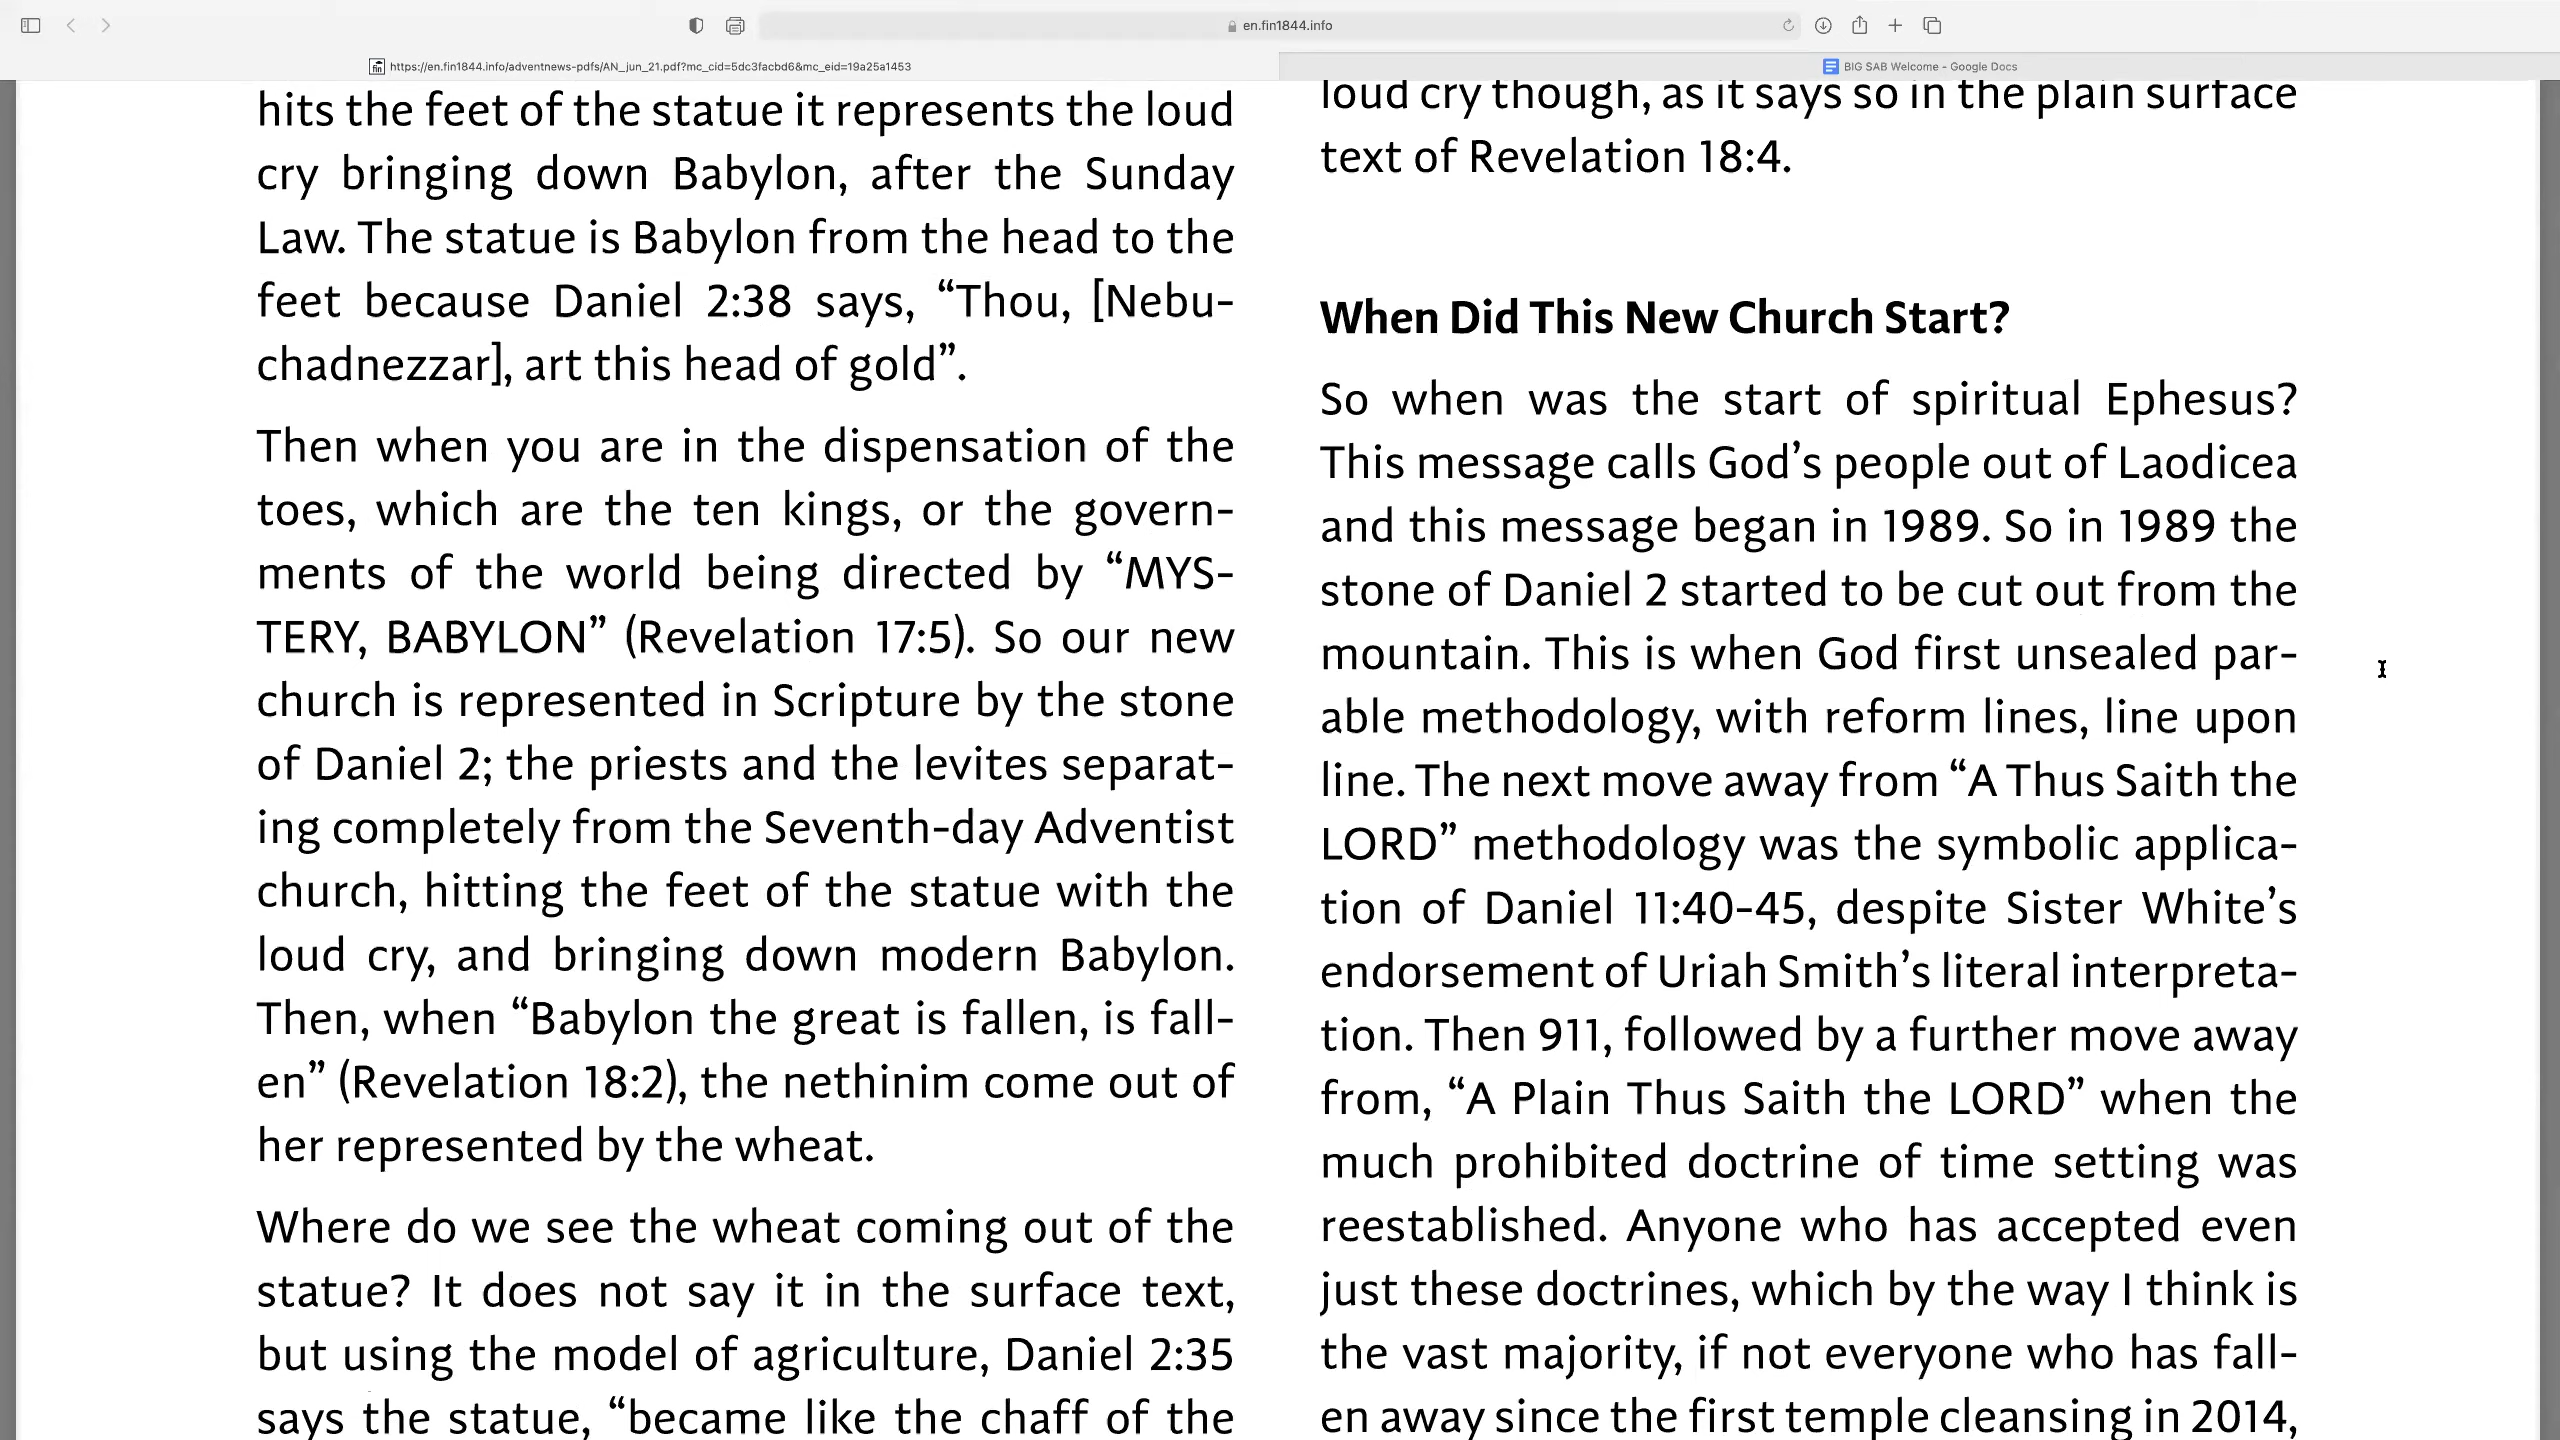 en.fin1844.info
https://en.fin1844.info/adventnews-pdfs/AN_jun_21.pdf?mc_cid=5dc3facbd6&mc_eid=19a25a1453
BIG SAB Welcome - Google Docs
hits the feet of the statue it represents the loud
cry bringing down Babylon, after the Sunday
Law. The statue is Babylon from the head to the
feet because Daniel 2:38 says, “Thou, [Nebu-
chadnezzar], art this head of gold”.
Then when you are in the dispensation of the
toes, which are the ten kings, or the govern-
ments of the world being directed by “MYS-
TERY, BABYLON” (Revelation 17:5). So our new
church is represented in Scripture by the stone
of Daniel 2; the priests and the levites separat-
ing completely from the Seventh-day Adventist
church, hitting the feet of the statue with the
loud cry, and bringing down modern Babylon.
Then, when “Babylon the great is fallen, is fall-
en” (Revelation 18:2), the nethinim come out of
her represented by the wheat.
Where do we see the wheat coming out of the
statue? It does not say it in the surface text,
but using the model of agriculture, Daniel 2:35
says the statue, “became like the chaff of the
loud cry though, as it says so in the plain surface
text of Revelation 18:4.
When Did This New Church Start?
So when was the start of spiritual Ephesus?
This message calls God’s people out of Laodicea
and this message began in 1989. So in 1989 the
stone of Daniel 2 started to be cut out from the
mountain. This is when God first unsealed par-
able methodology, with reform lines, line upon
line. The next move away from “A Thus Saith the
LORD” methodology was the symbolic applica-
tion of Daniel 11:40-45, despite Sister White’s
endorsement of Uriah Smith’s literal interpreta-
tion. Then 911, followed by a further move away
from, “A Plain Thus Saith the LORD” when the
much prohibited doctrine of time setting was
reestablished. Anyone who has accepted even
just these doctrines, which by the way I think is
the vast majority, if not everyone who has fall-
en away since the first temple cleansing in 2014,